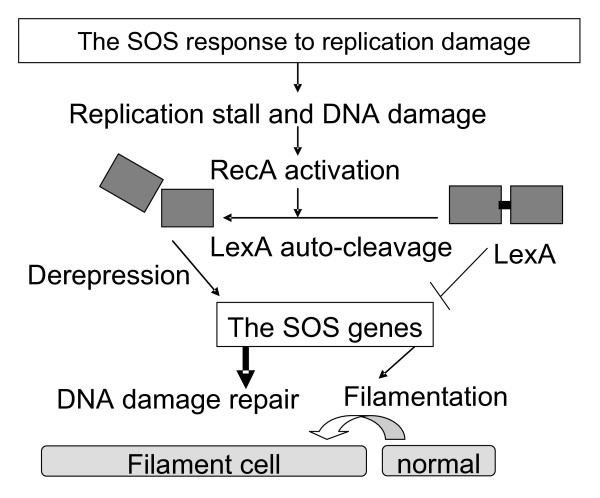 The SOS response to replication damage
Replication stall and DNA damage
RecA activation
LexA auto-cleavage
LexA
Derepression
The SOS genes
DNA damage repair
Filamentation
Filament cell
normal